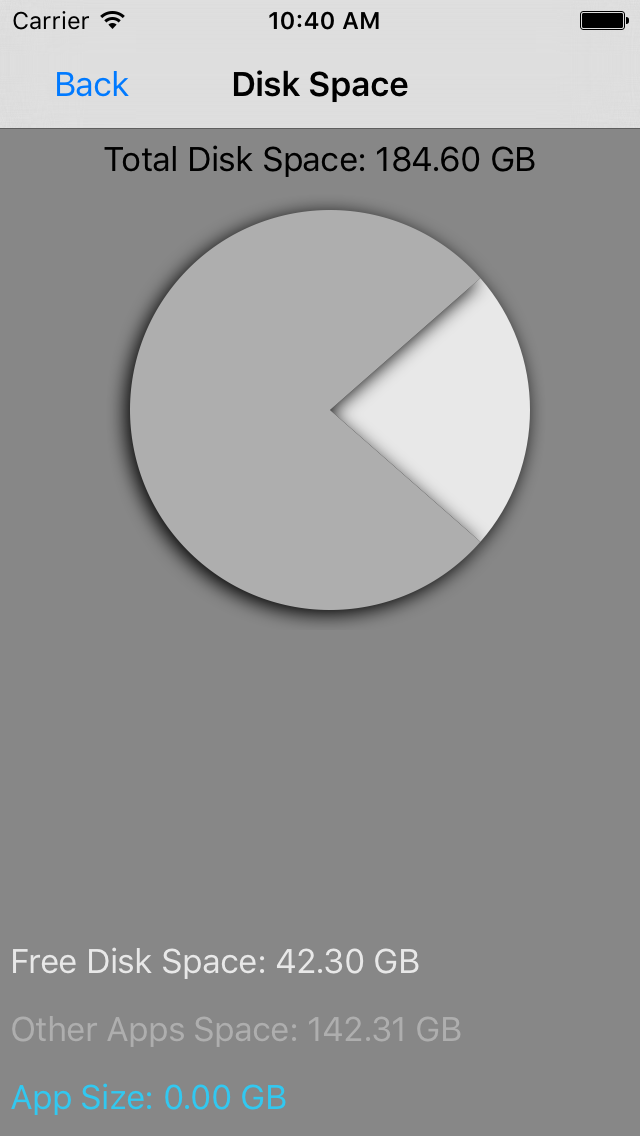 Carrier 10:40 AM
Back Disk Space
Total Disk Space: 184.60 GB
Free Disk Space: 42.30 GB
Other Apps Space: 142.31 GB
App Size: 0.00 GB